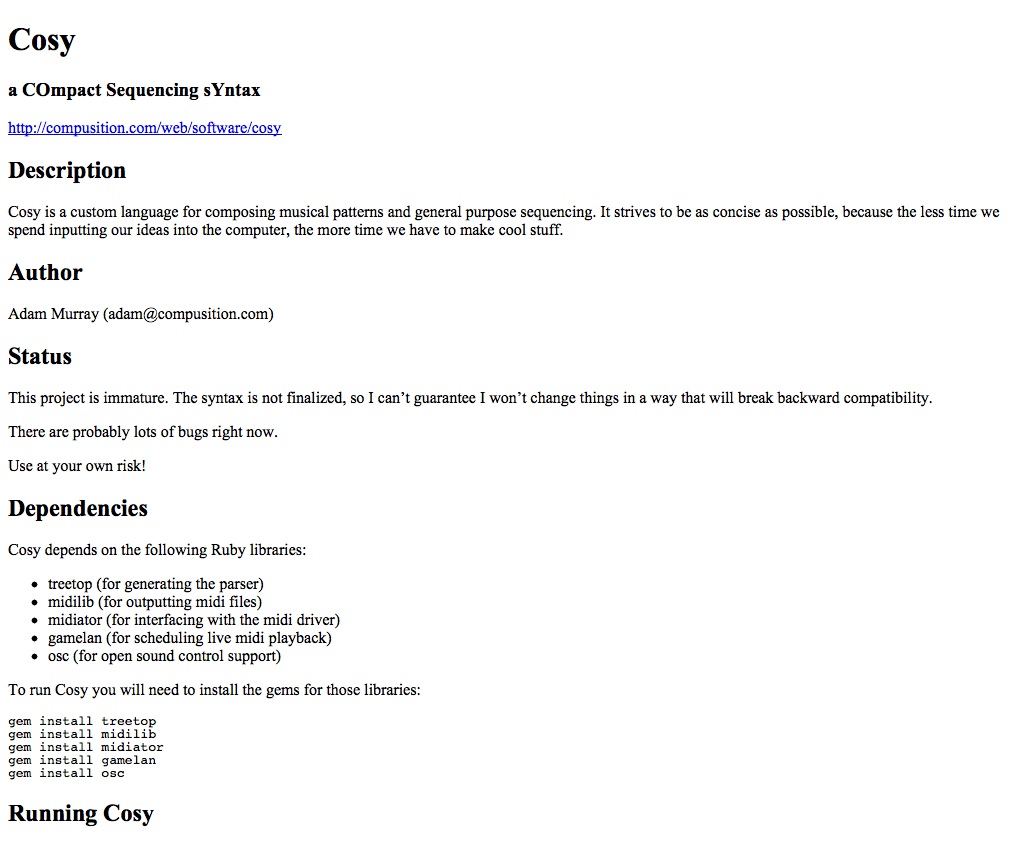 Cosy
a COmpact Sequencing sYntax
http://compusition.com/web/software/cosy
Description
Cosy is a custom language for composing musical patterns and general purpose sequencing. It strives to be as concise as possible, because the less time we
spend inputting our ideas into the computer, the more time we have to make cool stuff.
Author
Adam Murray (adam@compusition.com)
Status
This project is immature. The syntax is not finalized, so I can’t guarantee I won’t change things in a way that will break backward compatibility.
There are probably lots of bugs right now.
Use at your own risk!
Dependencies
Cosy depends on the following Ruby libraries:
• treetop (for generating the parser)
• midilib (for outputting midi files)
• midiator (for interfacing with the midi driver)
• gamelan (for scheduling live midi playback)
• osc (for open sound control support)
To run Cosy you will need to install the gems for those libraries:
gem install treetop
gem install midilib
gem install midiator
gem install gamelan
gem install osc
Running Cosy